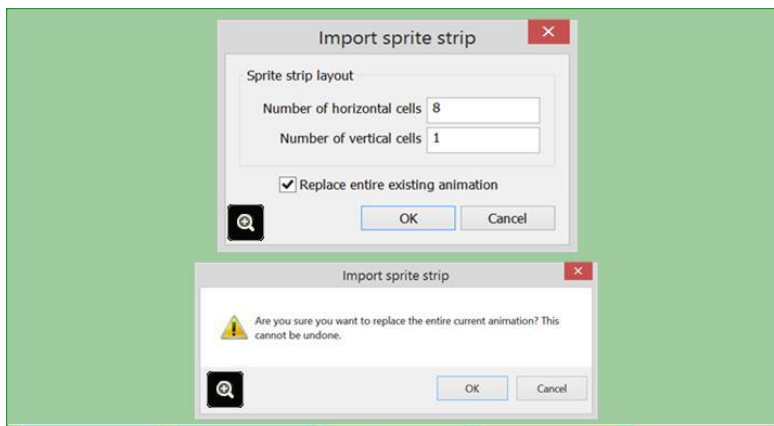 Import sprite strip
Sprite strip layout
Number of horizontal cells 8
Number of vertical cells 1
Replace entire existing animation
OK Cancel
Import sprite strip
Are you sure you want to replace the entire current animation? This
cannot be undone.
OK Cancel